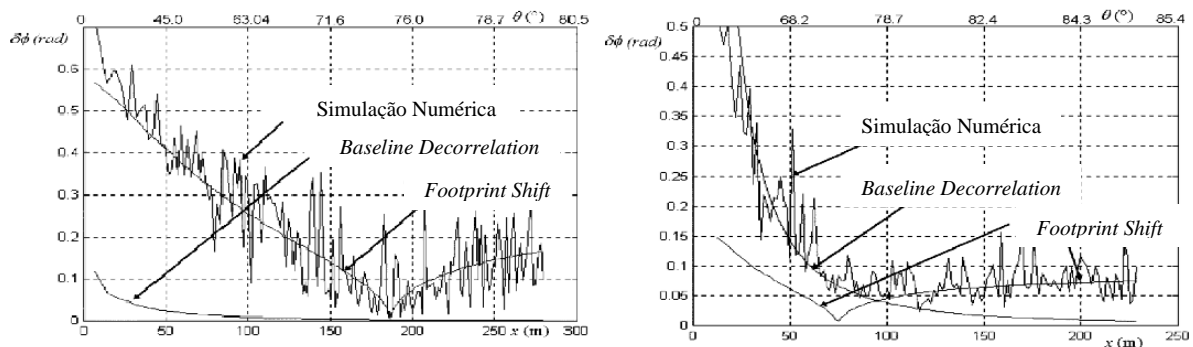 0 45.0 63.04 71.6 76.0 78.7 θ (°) 80.5
δϕ (rad)
0.6
0.5
0.4
0.3
0.2
0.1
0
0 50 100 150 200 250 300
x (m)
Simulação Numérica
Baseline Decorrelation
Footprint Shift
0 68.2 78.7 82.4 84.3 θ (°) 85.4
δϕ (rad)
0.5
0.45
0.4
0.35
0.3
0.25
0.2
0.15
0.1
0.05
0
0 50 100 150 200 250
x (m)
Simulação Numérica
Baseline Decorrelation
Footprint Shift